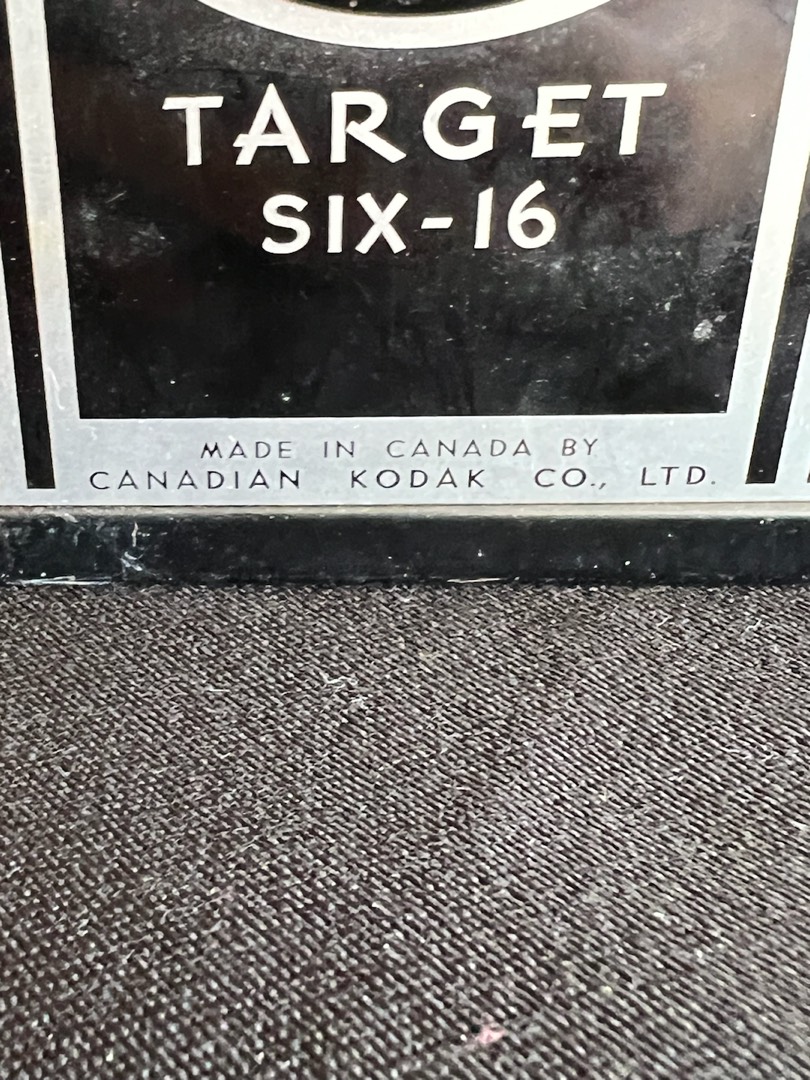 TARGET
SIX-16
MADE IN CANADA BY
CANADIAN KODAK CO., LTD.